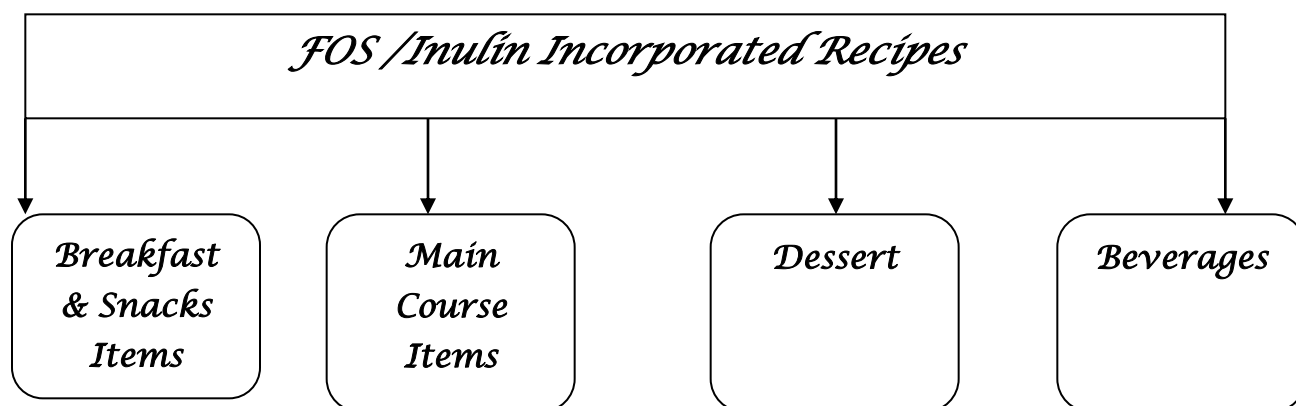 FOS /Inulin Incorporated Recipes
Breakfast
& Snacks
Items
Main
Course
Items
Dessert
Beverages